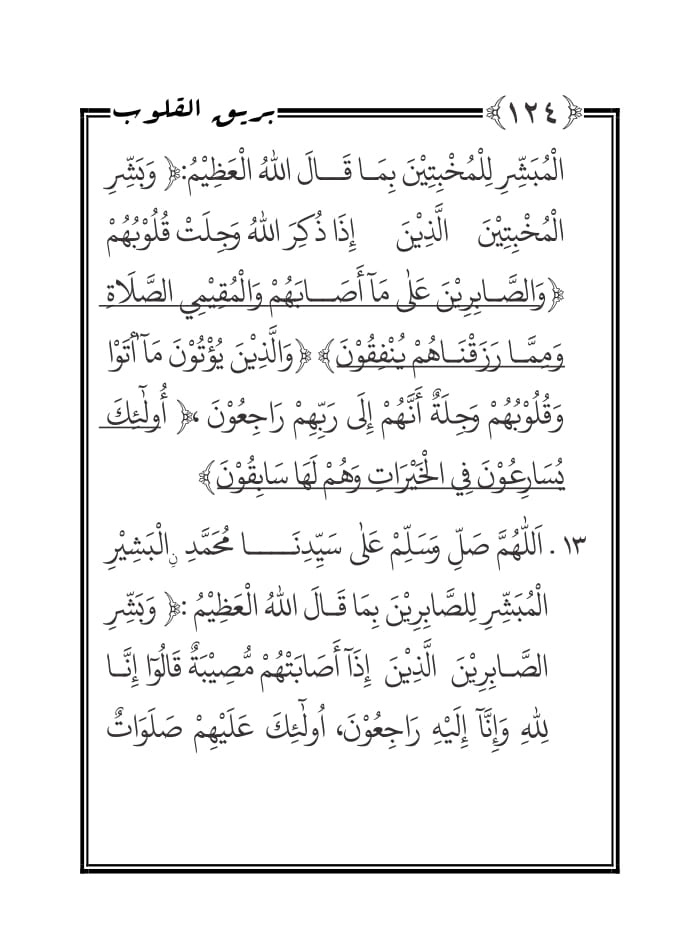 ﴿١٢٤﴾ بريق القلوب
الْمُبَشِّرِ لِلْمُخْبِتِيْنَ بِمَا قَالَ اللهُ الْعَظِيْمُ:﴿ وَبَشِّرِ
الْمُخْبِتِيْنَ الَّذِيْنَ إِذَا ذُكِرَ اللهُ وَجِلَتْ قُلُوْبُهُمْ
﴿وَالصَّابِرِيْنَ عَلٰى مَآ أَصَابَهُمْ وَالْمُقِيْمِي الصَّلَاةِ
وَمِمَّا رَزَقْنَاهُمْ يُنْفِقُوْنَ﴾ ﴿وَالَّذِيْنَ يُؤْتُوْنَ مَآ اُتَوْا
وَقُلُوْبُهُمْ وَجِلَةٌ أَنَّهُمْ إِلَى رَبِّهِمْ رَاجِعُوْنَ ،﴿ أُولٰٓئِكَ
يُسَارِعُوْنَ فِي الْخَيْرَاتِ وَهُمْ لَهَا سَابِقُوْنَ﴾
١٣ . اَللّٰهُمَّ صَلِّ وَسَلِّمْ عَلٰى سَيِّدِنَا مُحَمَّدِ نِ الْبَشِيْرِ
الْمُبَشِّرِ لِلصَّابِرِيْنَ بِمَا قَالَ اللهُ الْعَظِيْمُ :﴿ وَبَشِّرِ
الصَّابِرِيْنَ الَّذِيْنَ إِذَآ أَصَابَتْهُمْ مُّصِيْبَةٌ قَالُوْٓا إِنَّا
لِلّٰهِ وَإِنَّآ إِلَيْهِ رَاجِعُوْنَ، اُولٰٓئِكَ عَلَيْهِمْ صَلَوَاتٌ